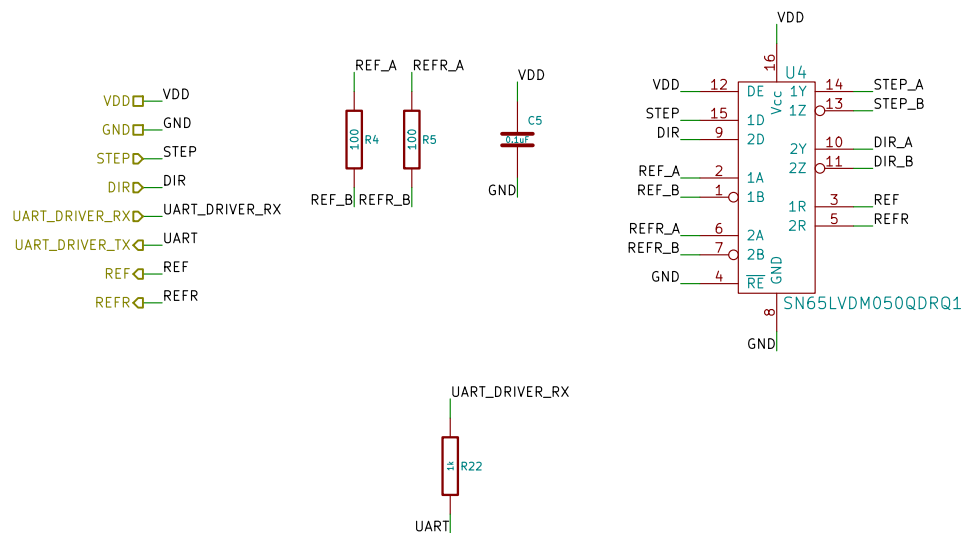 VDD VDD
GND GND
STEP STEP
DIR DIR
UART_DRIVER_RX UART_DRIVER_RX
UART_DRIVER_TX UART
REF REF
REFR REFR
REF_A REFR_A
100 R4 100 R5
REF_B REFR_B
VDD
C5
0.1uF
GND
VDD
16
U4
VDD 12 DE Vcc 1Y 14 STEP_A
1Z 13 STEP_B
STEP 15 1D
DIR 9 2D
2Y 10 DIR_A
2Z 11 DIR_B
REF_A 2 1A
REF_B 1 1B
1R 3 REF
2R 5 REFR
REFR_A 6 2A
REFR_B 7 2B
GND 4 RE GND
8
SN65LVDM050QDRQ1
GND
UART_DRIVER_RX
1k R22
UART